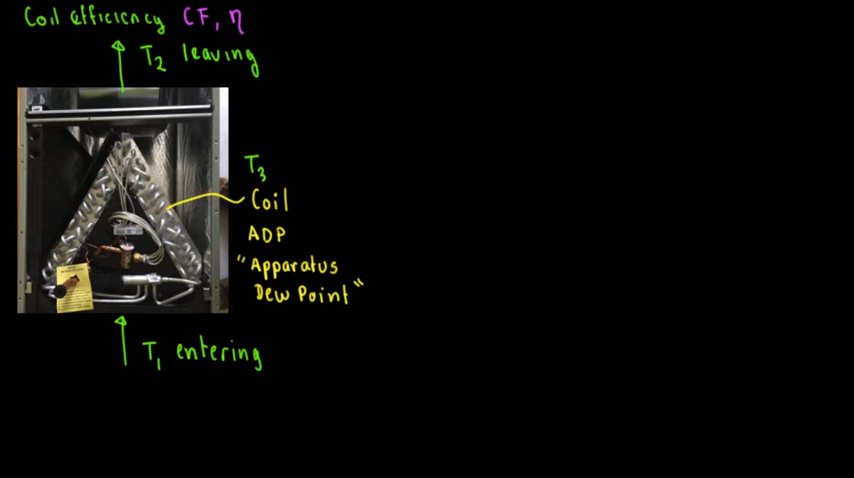 Coil efficiency CF, η
T₂ leaving
T₃
Coil
ADP
"Apparatus
Dew Point"
T₁ entering